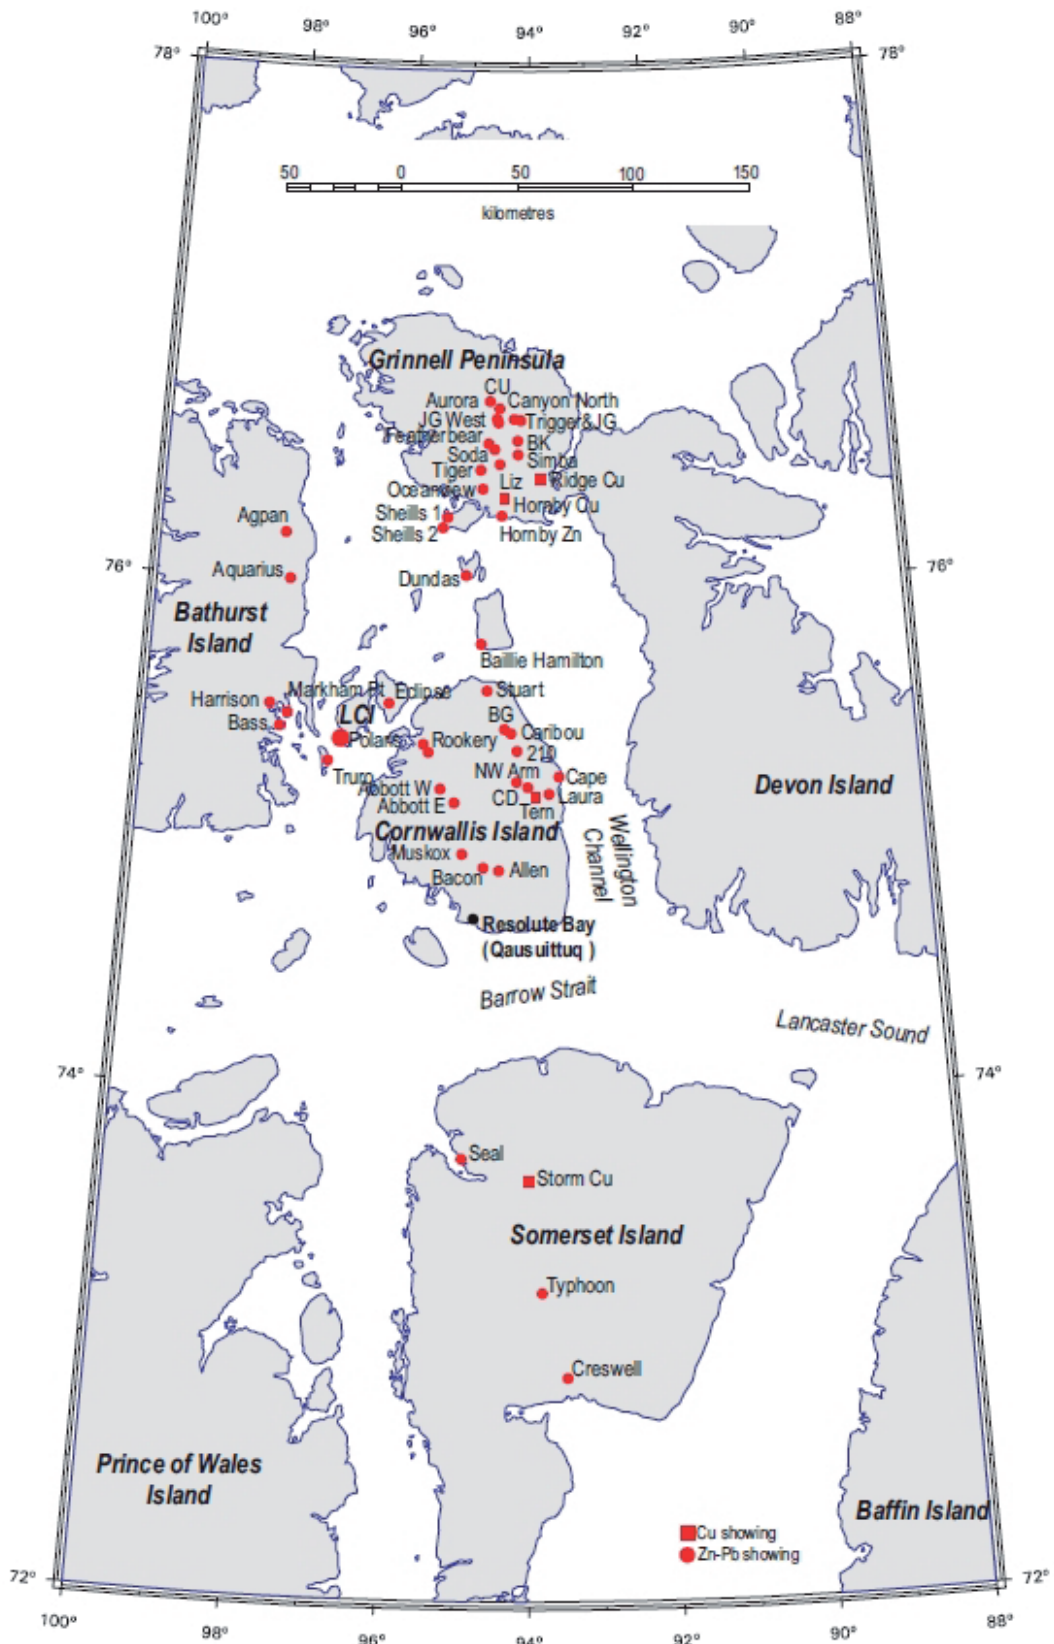 100° 98° 96° 94° 92° 90° 88°
78° 78°
50 0 50 100 150
kilometres
Grinnell Peninsula
CU
Aurora Canyon North
JG West Trigger&JG
Featherbear BK
Soda Simba
Tiger
Liz Ridge Cu
Oceanview
Hornby Cu
Sheills 1
Sheills 2 Hornby Zn
Agpan
76° 76°
Aquarius
Dundas
Bathurst
Island
Baillie Hamilton
Harrison Markham Pt Eclipse Stuart
Bass LCI BG
Polaris Rookery Caribou
210
Truro NW Arm Cape
Abbott W
Abbott E CD Laura
Tern
Devon Island
Cornwallis Island
Wellington
Channel
Muskox
Bacon Allen
Resolute Bay
(Qausuittuq )
Barrow Strait
Lancaster Sound
74° 74°
Seal
Storm Cu
Somerset Island
Typhoon
Creswell
Prince of Wales
Island
Baffin Island
Cu showing
Zn-Pb showing
72° 72°
100° 98° 96° 94° 92° 90° 88°